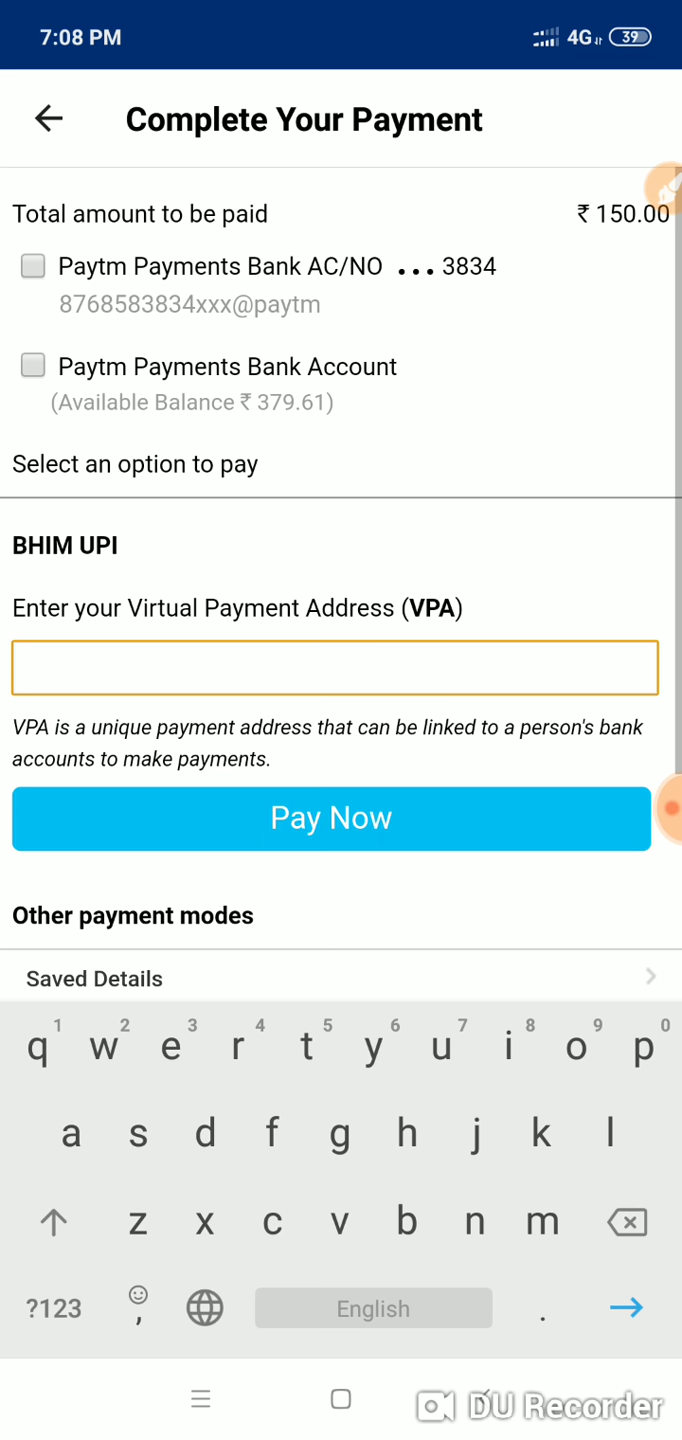 7:08 PM
4G 39
Complete Your Payment
Total amount to be paid ₹ 150.00
Paytm Payments Bank AC/NO ... 3834
8768583834xxx@paytm
Paytm Payments Bank Account
(Available Balance ₹ 379.61)
Select an option to pay
BHIM UPI
Enter your Virtual Payment Address (VPA)
VPA is a unique payment address that can be linked to a person's bank
accounts to make payments.
Pay Now
Other payment modes
Saved Details
1 2 3 4 5 6 7 8 9 0
q w e r t y u i o p
a s d f g h j k l
z x c v b n m
?123 , English .
DU Recorder